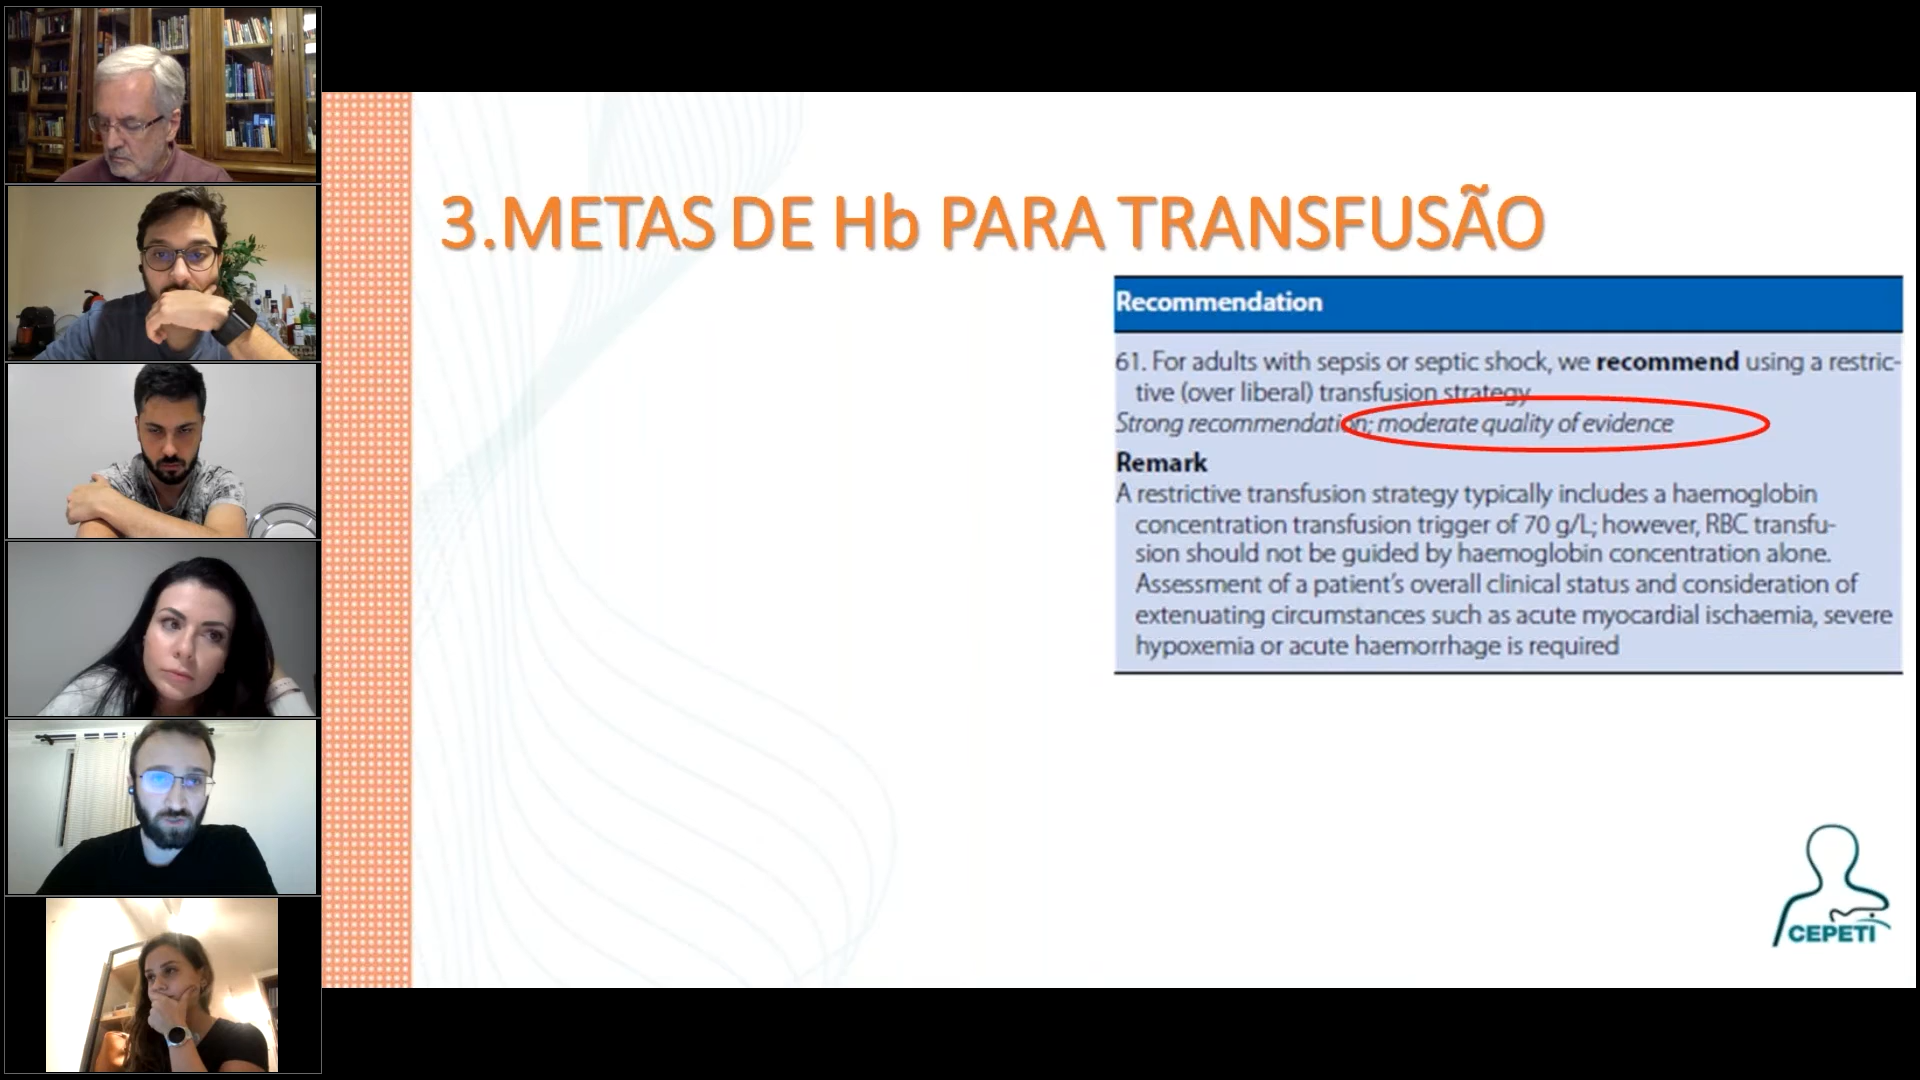 3.METAS DE Hb PARA TRANSFUSÃO
Recommendation
61. For adults with sepsis or septic shock, we recommend using a restric-
tive (over liberal) transfusion strategy
Strong recommendation; moderate quality of evidence
Remark
A restrictive transfusion strategy typically includes a haemoglobin
concentration transfusion trigger of 70 g/L; however, RBC transfu-
sion should not be guided by haemoglobin concentration alone.
Assessment of a patient's overall clinical status and consideration of
extenuating circumstances such as acute myocardial ischaemia, severe
hypoxemia or acute haemorrhage is required
CEPETI